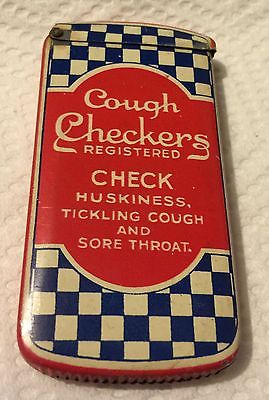 Cough
Checkers
REGISTERED
CHECK
HUSKINESS,
TICKLING COUGH
AND
SORE THROAT.